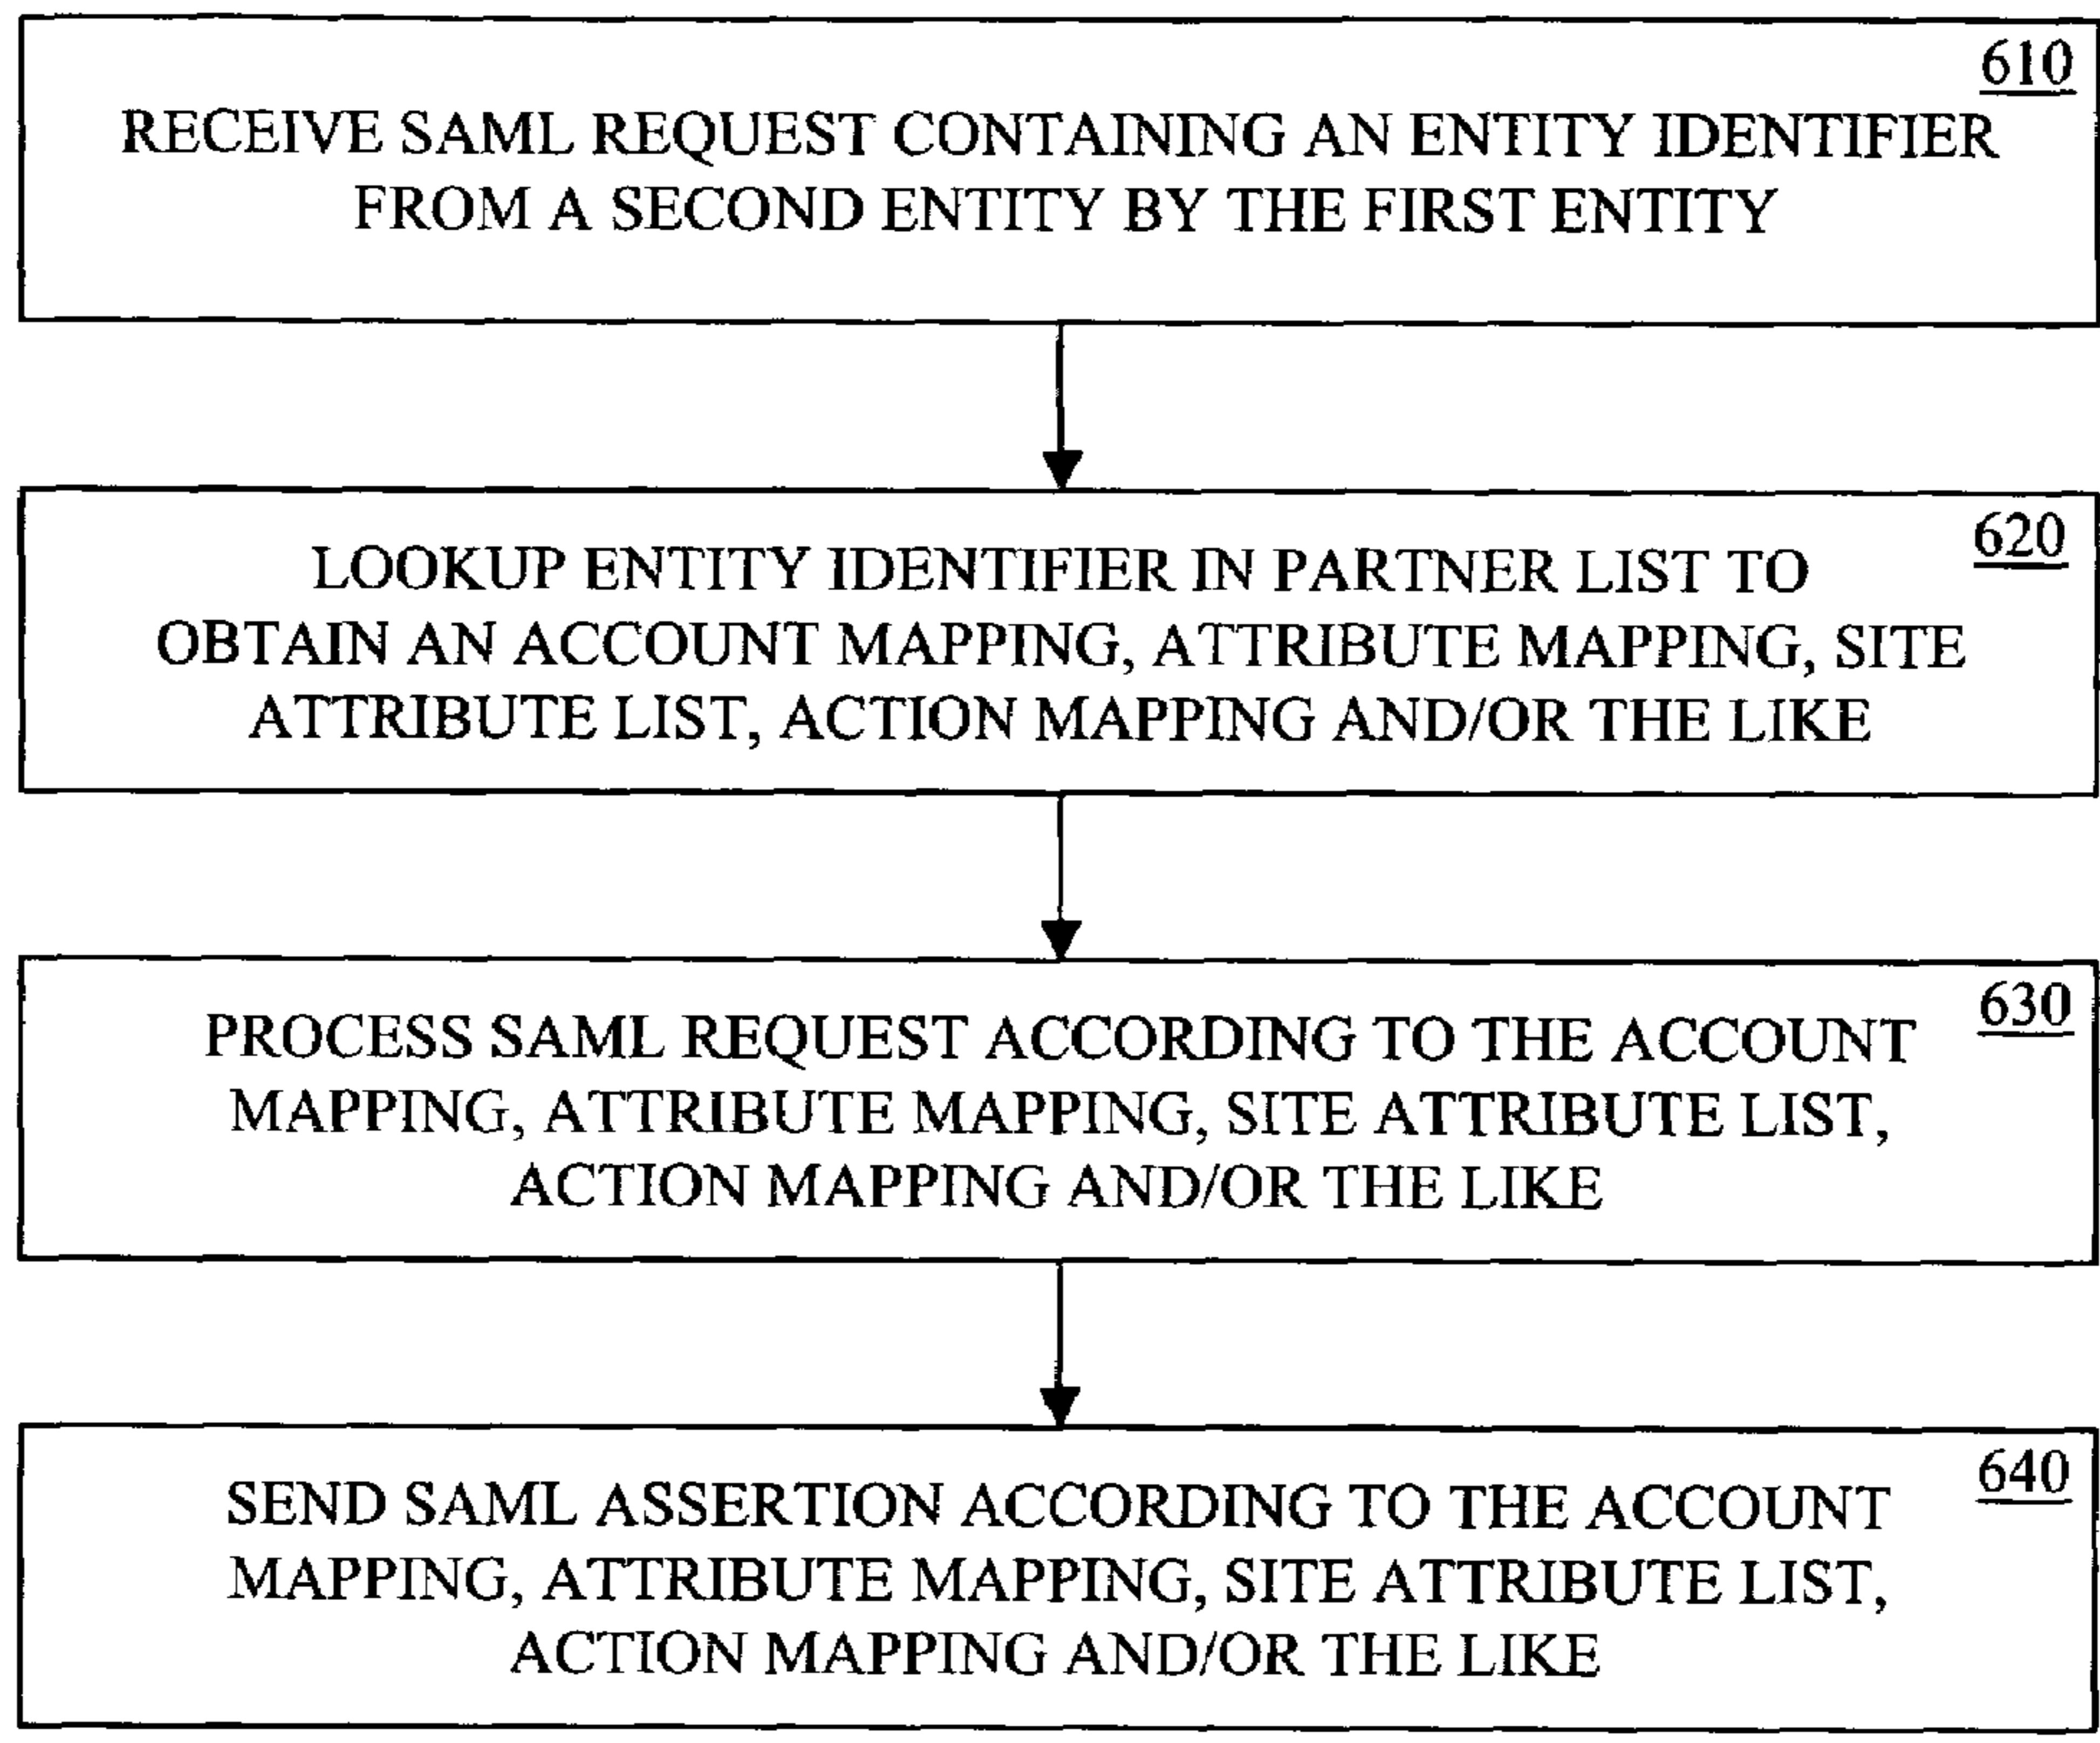 610
RECEIVE SAML REQUEST CONTAINING AN ENTITY IDENTIFIER
FROM A SECOND ENTITY BY THE FIRST ENTITY
620
LOOKUP ENTITY IDENTIFIER IN PARTNER LIST TO
OBTAIN AN ACCOUNT MAPPING, ATTRIBUTE MAPPING, SITE
ATTRIBUTE LIST, ACTION MAPPING AND/OR THE LIKE
630
PROCESS SAML REQUEST ACCORDING TO THE ACCOUNT
MAPPING, ATTRIBUTE MAPPING, SITE ATTRIBUTE LIST,
ACTION MAPPING AND/OR THE LIKE
640
SEND SAML ASSERTION ACCORDING TO THE ACCOUNT
MAPPING, ATTRIBUTE MAPPING, SITE ATTRIBUTE LIST,
ACTION MAPPING AND/OR THE LIKE